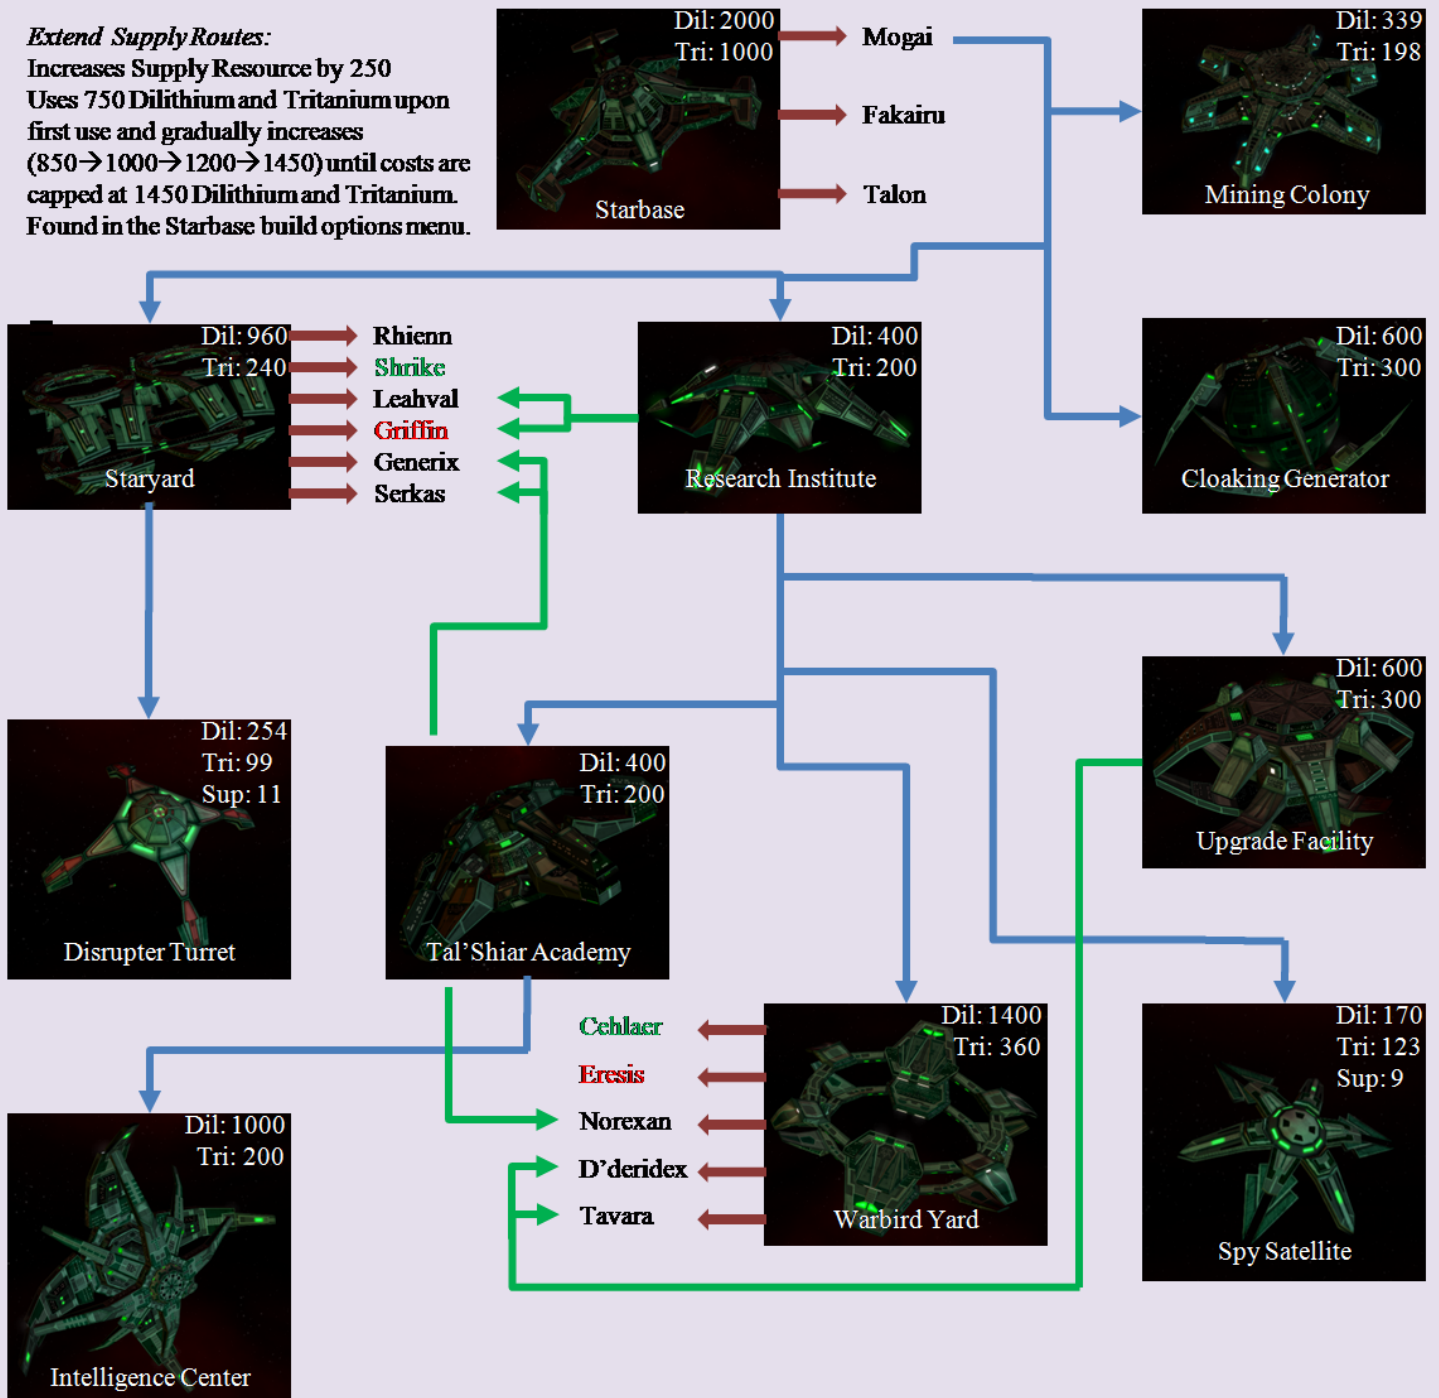 Extend Supply Routes:
Increases Supply Resource by 250
Uses 750 Dilithium and Tritanium upon
first use and gradually increases
(850→1000→1200→1450) until costs are
capped at 1450 Dilithium and Tritanium.
Found in the Starbase build options menu.
Dil: 2000
Tri: 1000
Starbase
Mogai
Fakairu
Talon
Dil: 339
Tri: 198
Mining Colony
Dil: 960
Tri: 240
Staryard
Rhienn
Shrike
Leahval
Griffin
Generix
Serkas
Dil: 400
Tri: 200
Research Institute
Dil: 600
Tri: 300
Cloaking Generator
Dil: 254
Tri: 99
Sup: 11
Disrupter Turret
Dil: 400
Tri: 200
Tal'Shiar Academy
Dil: 600
Tri: 300
Upgrade Facility
Cehlaer
Eresis
Norexan
D'deridex
Tavara
Dil: 1400
Tri: 360
Warbird Yard
Dil: 170
Tri: 123
Sup: 9
Spy Satellite
Dil: 1000
Tri: 200
Intelligence Center